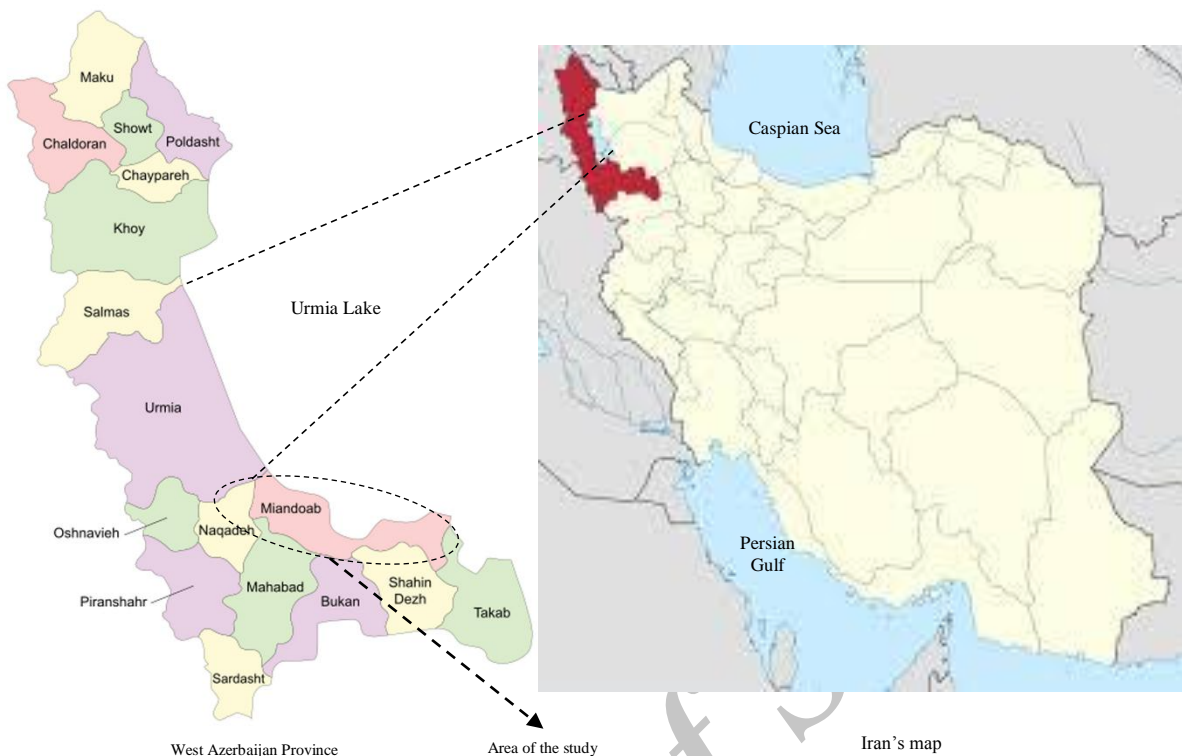 Maku
Showt
Chaldoran
Poldasht
Chaypareh
Khoy
Salmas
Urmia
Oshnavieh
Naqadeh
Miandoab
Piranshahr
Mahabad
Bukan
Shahin
Dezh
Takab
Sardasht
Urmia Lake
Caspian Sea
Persian
Gulf
West Azerbaijan Province
Area of the study
Iran’s map